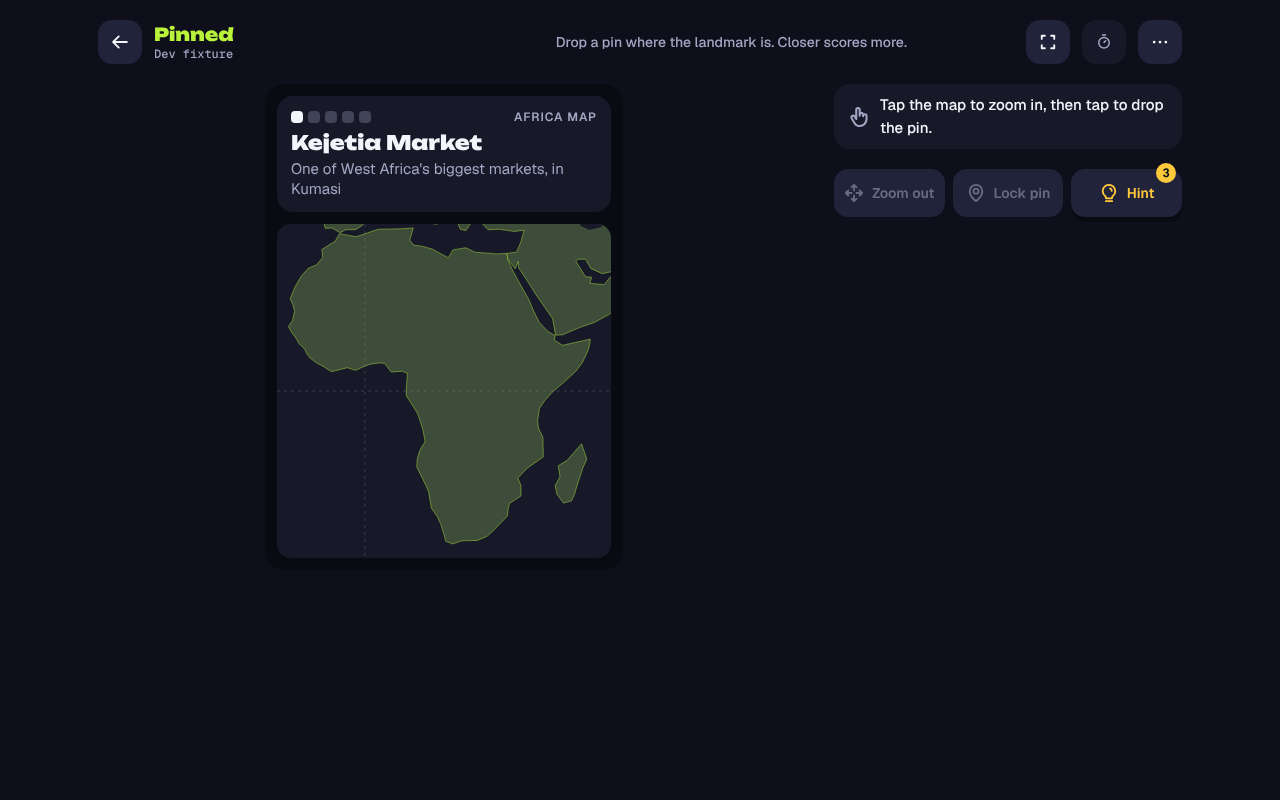 Pinned
Dev fixture
Drop a pin where the landmark is. Closer scores more.
AFRICA MAP
Kejetia Market
One of West Africa's biggest markets, in
Kumasi
Tap the map to zoom in, then tap to drop
the pin.
Zoom out
Lock pin
Hint
3